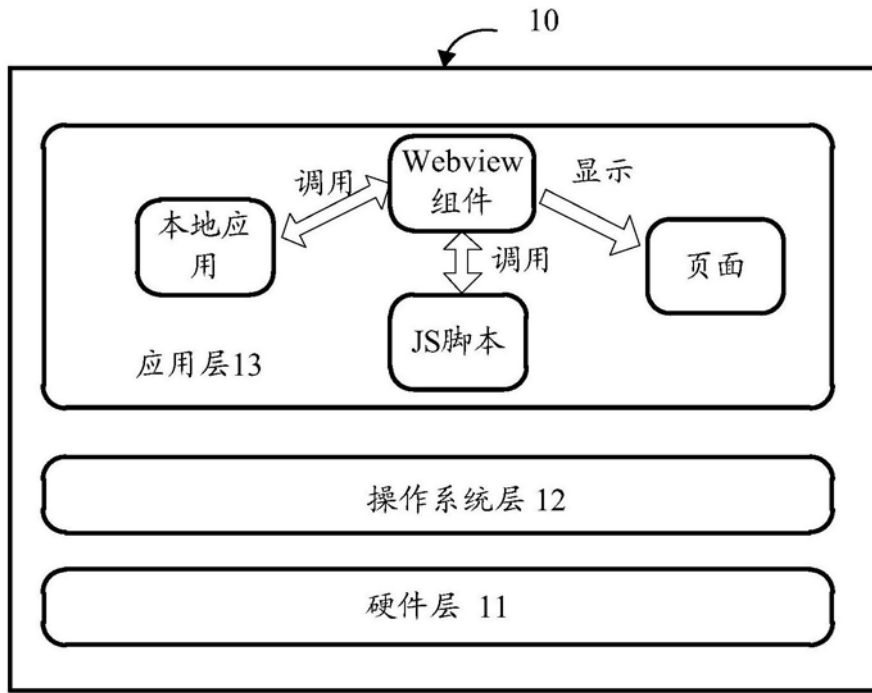 10
Webview
组件
调用
显示
本地应
用
调用
页面
JS脚本
应用层13
操作系统层 12
硬件层 11